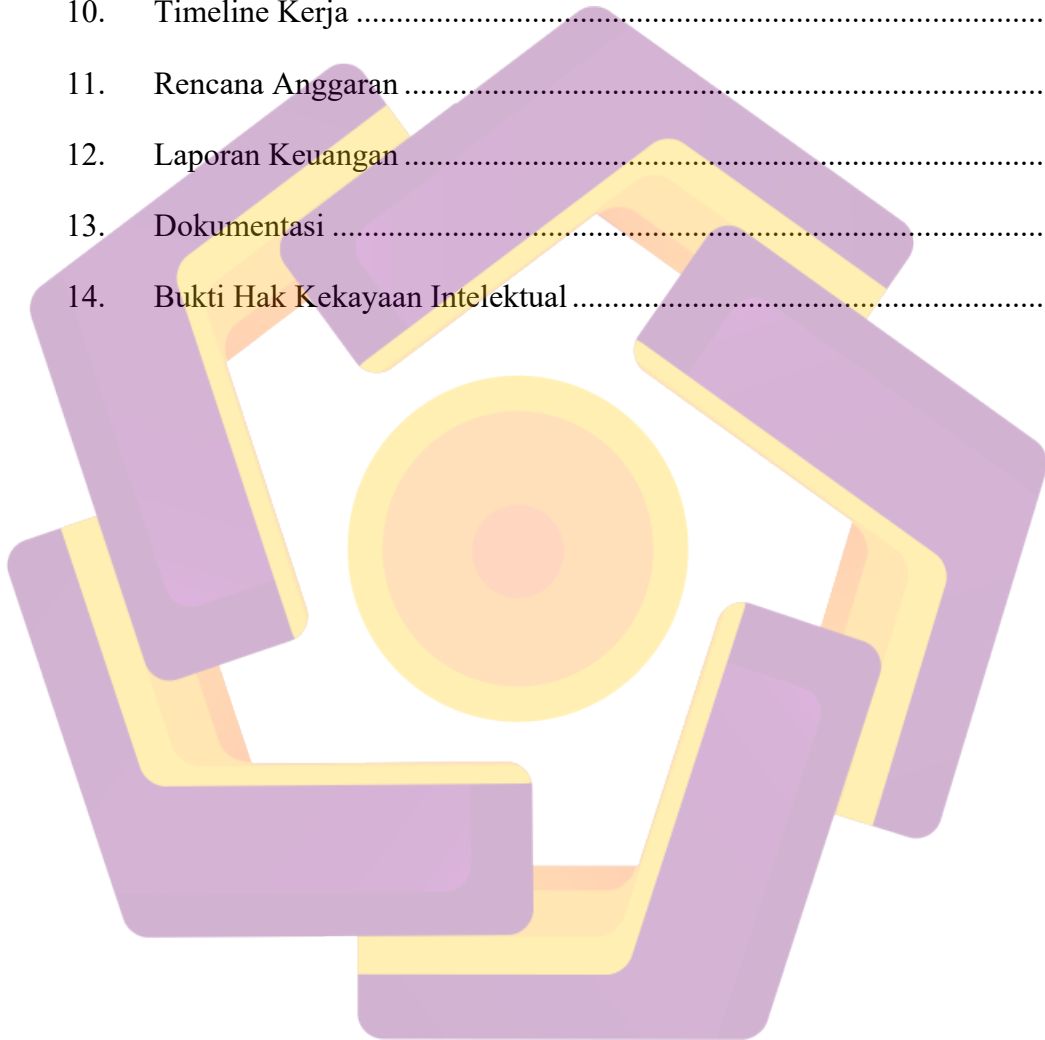 10. Timeline Kerja ........................................................................................
11. Rencana Anggaran ..................................................................................
12. Laporan Keuangan ..................................................................................
13. Dokumentasi ...........................................................................................
14. Bukti Hak Kekayaan Intelektual ............................................................